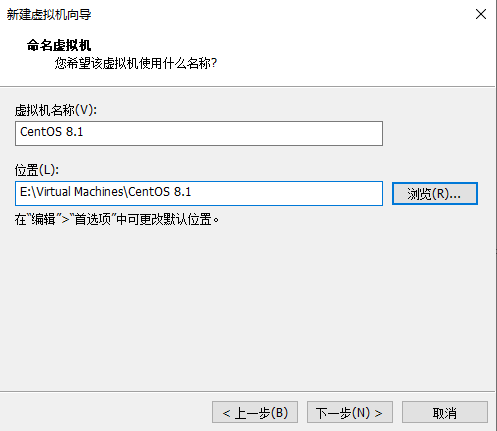 新建虚拟机向导
命名虚拟机
您希望该虚拟机使用什么名称?
虚拟机名称(V):
CentOS 8.1
位置(L):
E:\Virtual Machines\CentOS 8.1
浏览(R)...
在“编辑”>“首选项”中可更改默认位置。
< 上一步(B)
下一步(N) >
取消